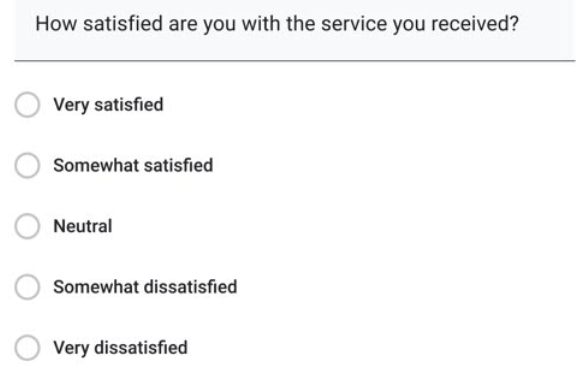 How satisfied are you with the service you received?
Very satisfied
Somewhat satisfied
Neutral
Somewhat dissatisfied
Very dissatisfied